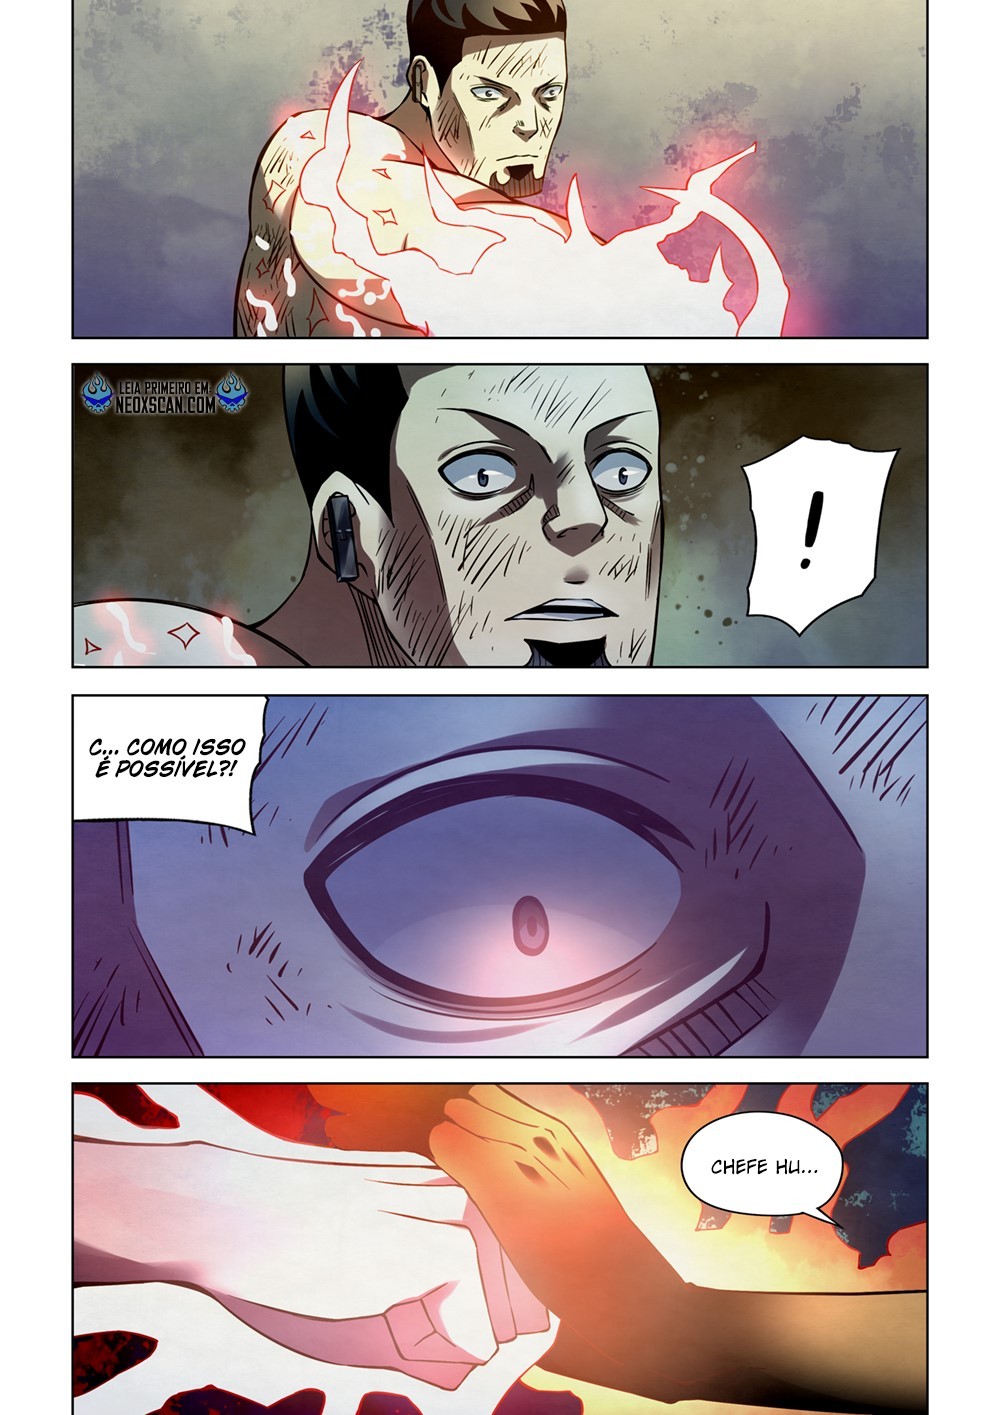 LEIA PRIMEIRO EM:
NEOXSCAN.COM
!
C... COMO ISSO
É POSSÍVEL?!
CHEFE HU...